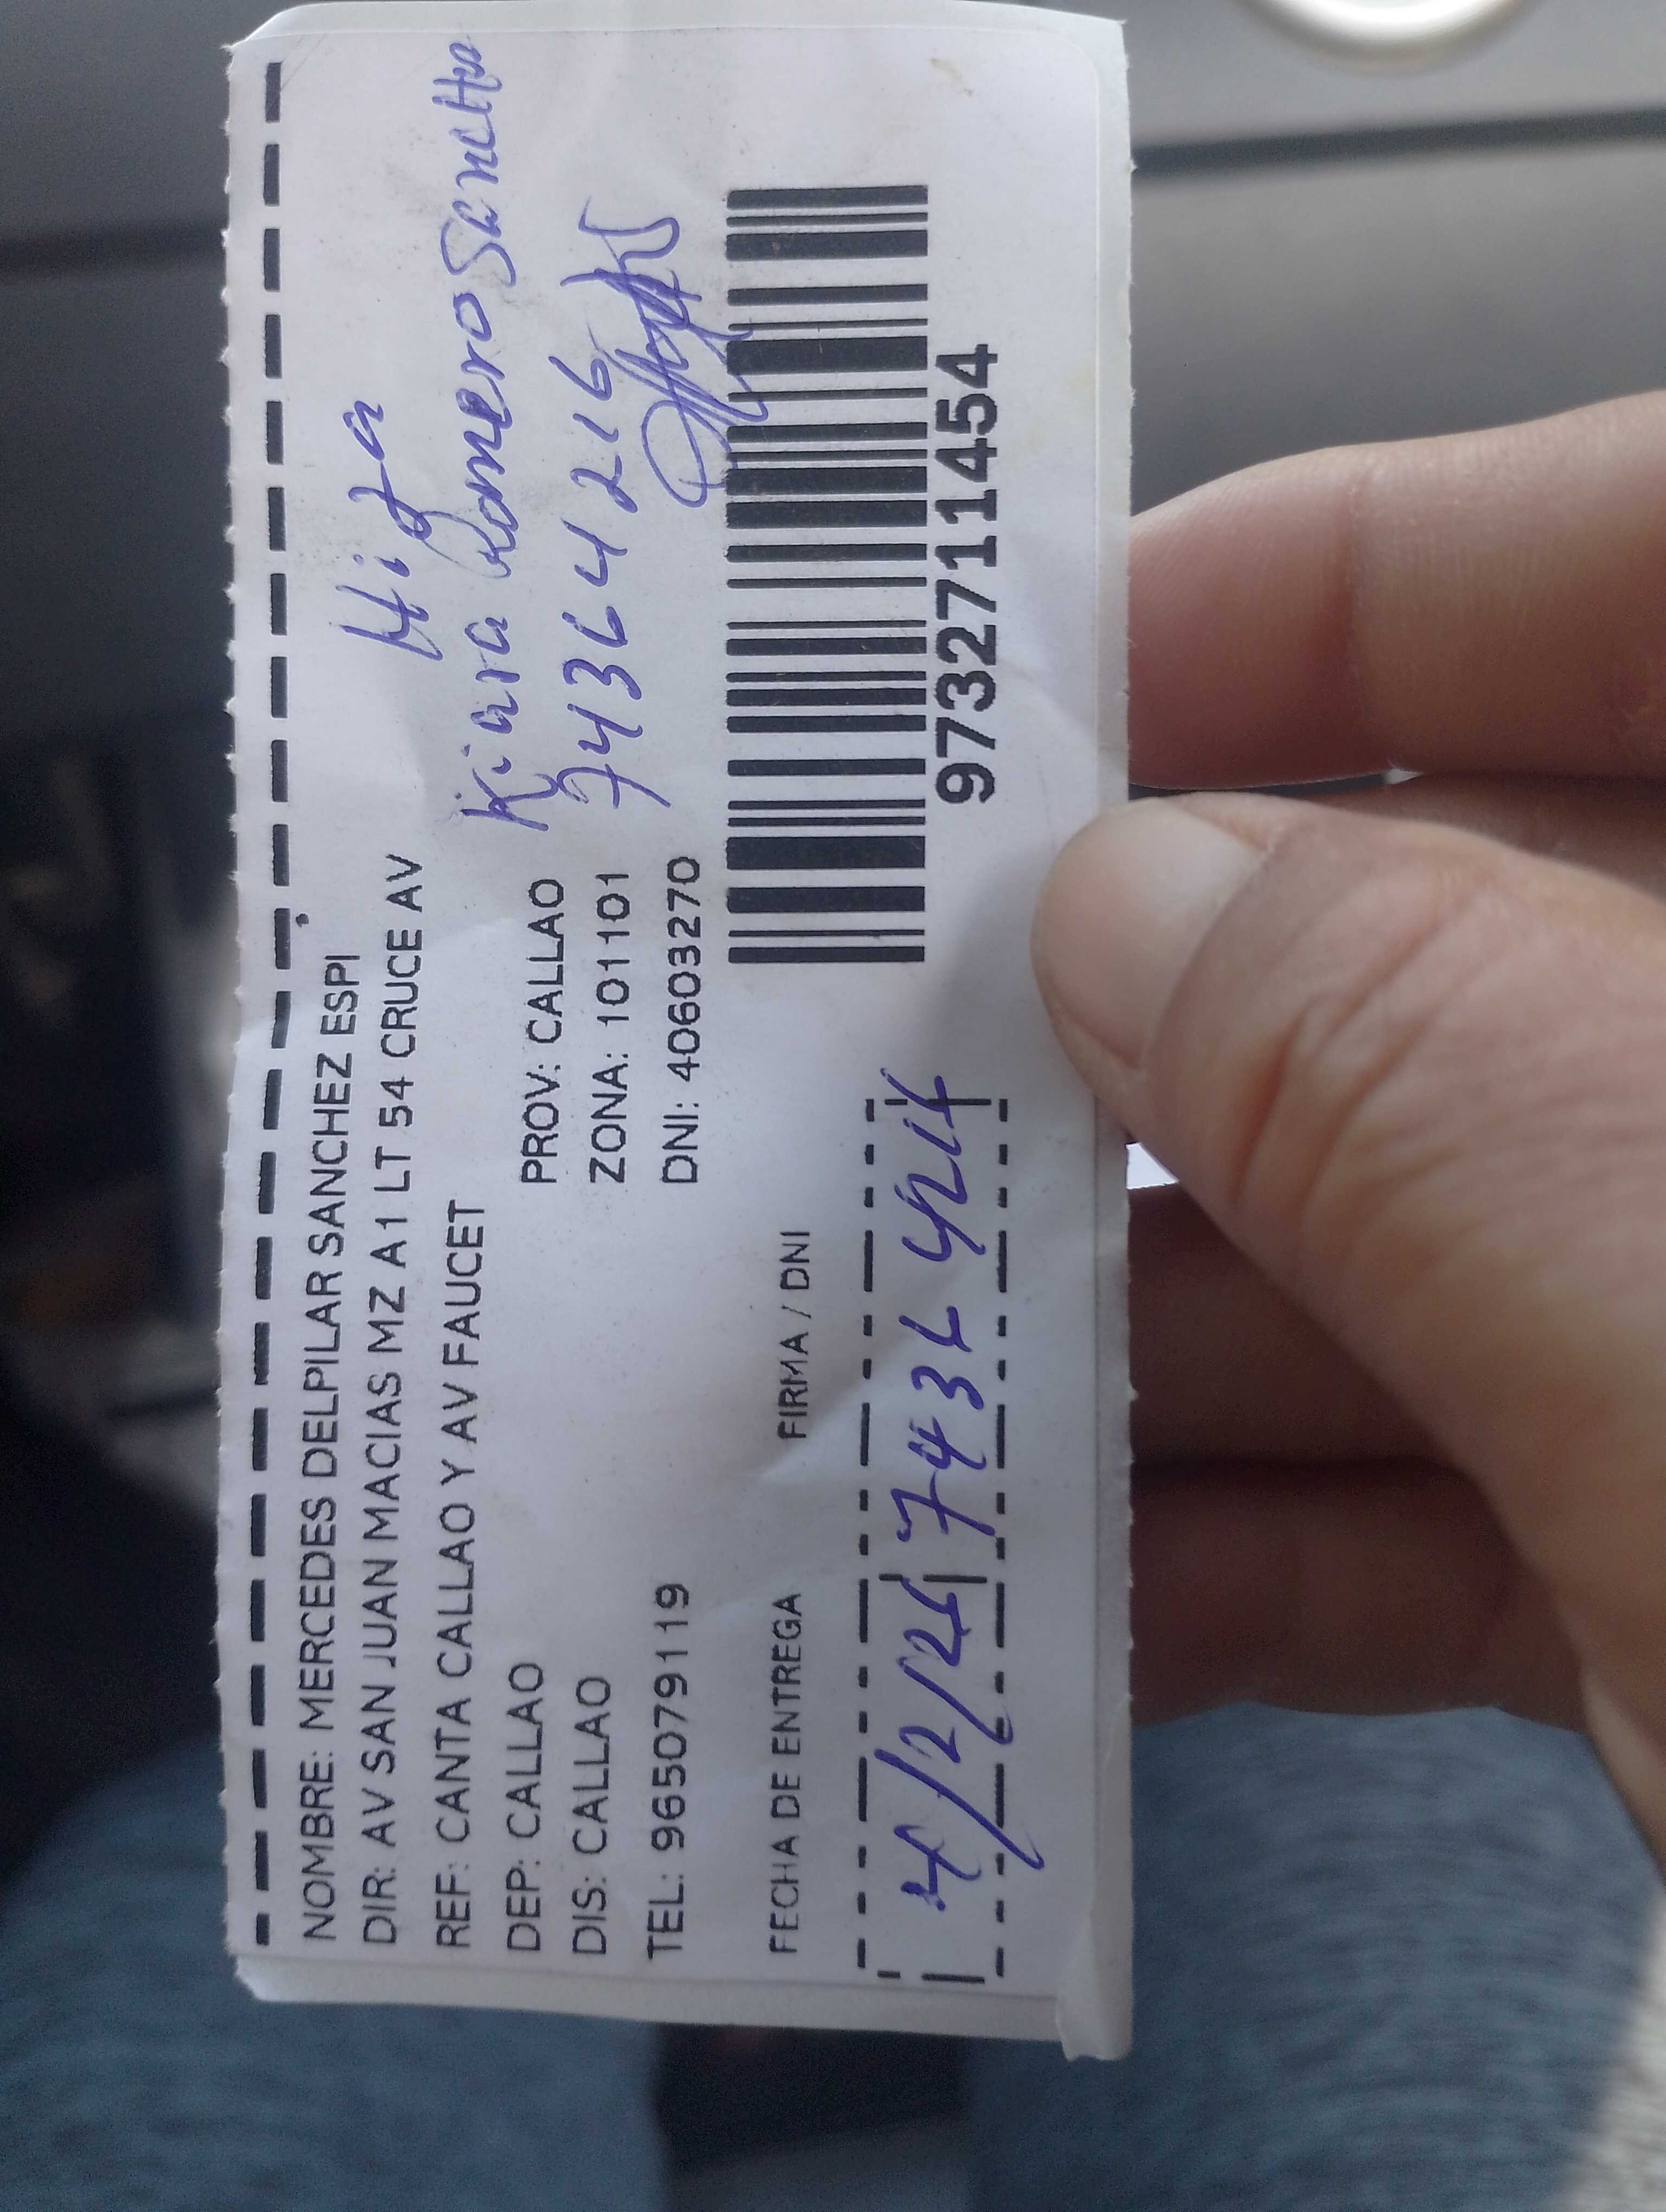 NOMBRE: MERCEDES DELPILAR SANCHEZ ESPI
DIR: AV SAN JUAN MACIAS MZ A1 LT 54 CRUCE AV
REF: CANTA CALLAO Y AV FAUCET
DEP: CALLAO
PROV: CALLAO
DIS: CALLAO
ZONA: 101101
TEL: 965079119
DNI: 40603270
Hija
Kiara Romero Sanchez
74364216
FECHA DE ENTREGA
FIRMA / DNI
4/2/26
74364216
9732711454